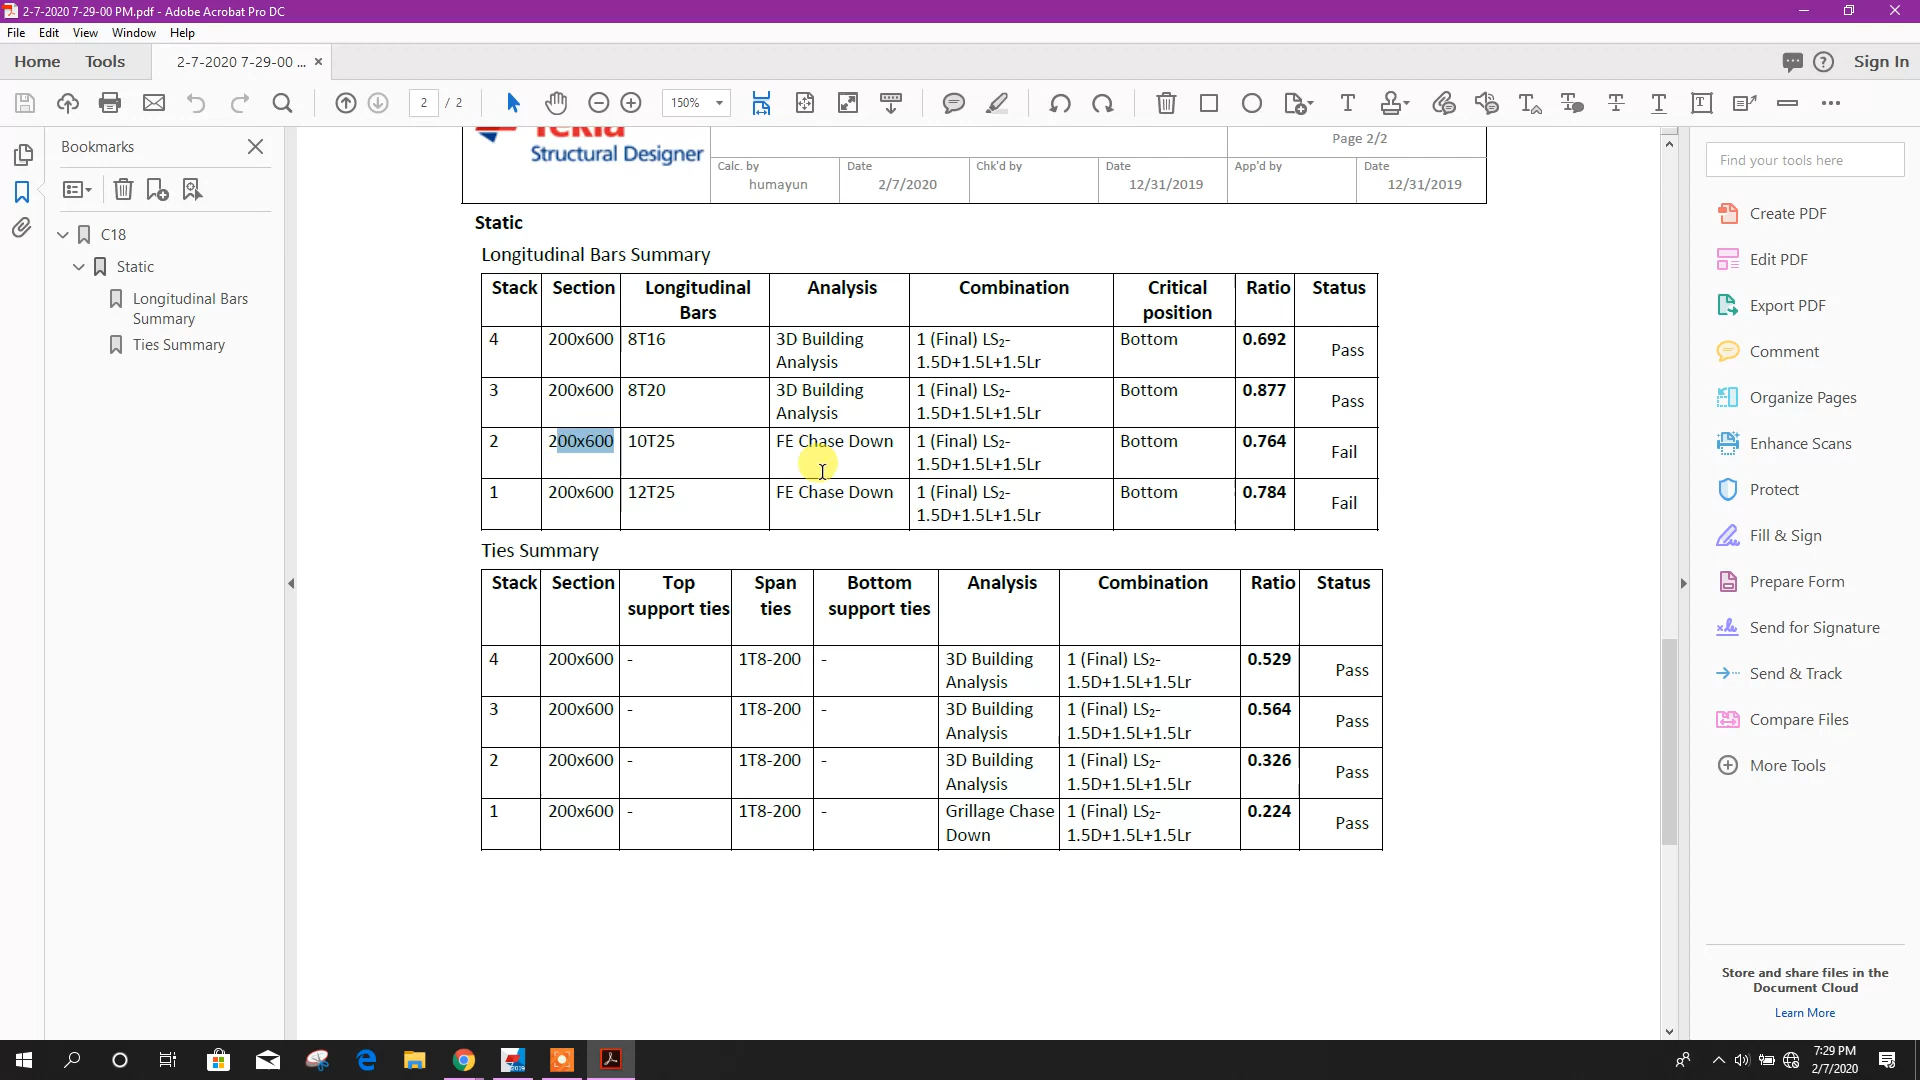 2-7-2020 7-29-00 PM.pdf - Adobe Acrobat Pro DC
File Edit View Window Help
Home Tools 2-7-2020 7-29-00 ... × Sign In
2 / 2 150%
Bookmarks
C18
Static
Longitudinal Bars
Summary
Ties Summary
Tekla
Structural Designer
Page 2/2
Calc. by Date Chk'd by Date App'd by Date
humayun 2/7/2020 12/31/2019 12/31/2019
Static
Longitudinal Bars Summary
Stack Section Longitudinal Bars Analysis Combination Critical position Ratio Status
4 200x600 8T16 3D Building Analysis 1 (Final) LS₂-1.5D+1.5L+1.5Lr Bottom 0.692 Pass
3 200x600 8T20 3D Building Analysis 1 (Final) LS₂-1.5D+1.5L+1.5Lr Bottom 0.877 Pass
2 200x600 10T25 FE Chase Down 1 (Final) LS₂-1.5D+1.5L+1.5Lr Bottom 0.764 Fail
1 200x600 12T25 FE Chase Down 1 (Final) LS₂-1.5D+1.5L+1.5Lr Bottom 0.784 Fail
Ties Summary
Stack Section Top support ties Span ties Bottom support ties Analysis Combination Ratio Status
4 200x600 - 1T8-200 - 3D Building Analysis 1 (Final) LS₂-1.5D+1.5L+1.5Lr 0.529 Pass
3 200x600 - 1T8-200 - 3D Building Analysis 1 (Final) LS₂-1.5D+1.5L+1.5Lr 0.564 Pass
2 200x600 - 1T8-200 - 3D Building Analysis 1 (Final) LS₂-1.5D+1.5L+1.5Lr 0.326 Pass
1 200x600 - 1T8-200 - Grillage Chase Down 1 (Final) LS₂-1.5D+1.5L+1.5Lr 0.224 Pass
Find your tools here
Create PDF
Edit PDF
Export PDF
Comment
Organize Pages
Enhance Scans
Protect
Fill & Sign
Prepare Form
Send for Signature
Send & Track
Compare Files
More Tools
Store and share files in the
Document Cloud
Learn More
7:29 PM
2/7/2020